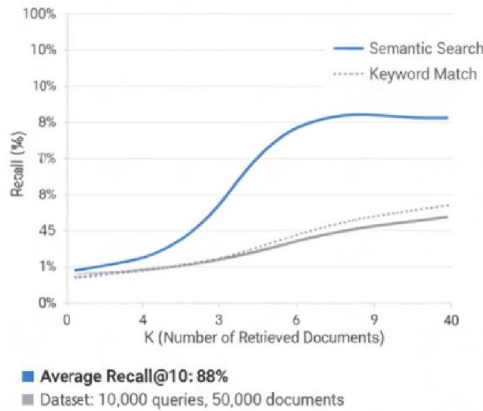 100%
10%
Semantic Search
10%
Keyword Match
8%
7%
8%
45
1%
0%
Recall (%)
0 4 3 6 9 40
K (Number of Retrieved Documents)
Average Recall@10: 88%
Dataset: 10,000 queries, 50,000 documents